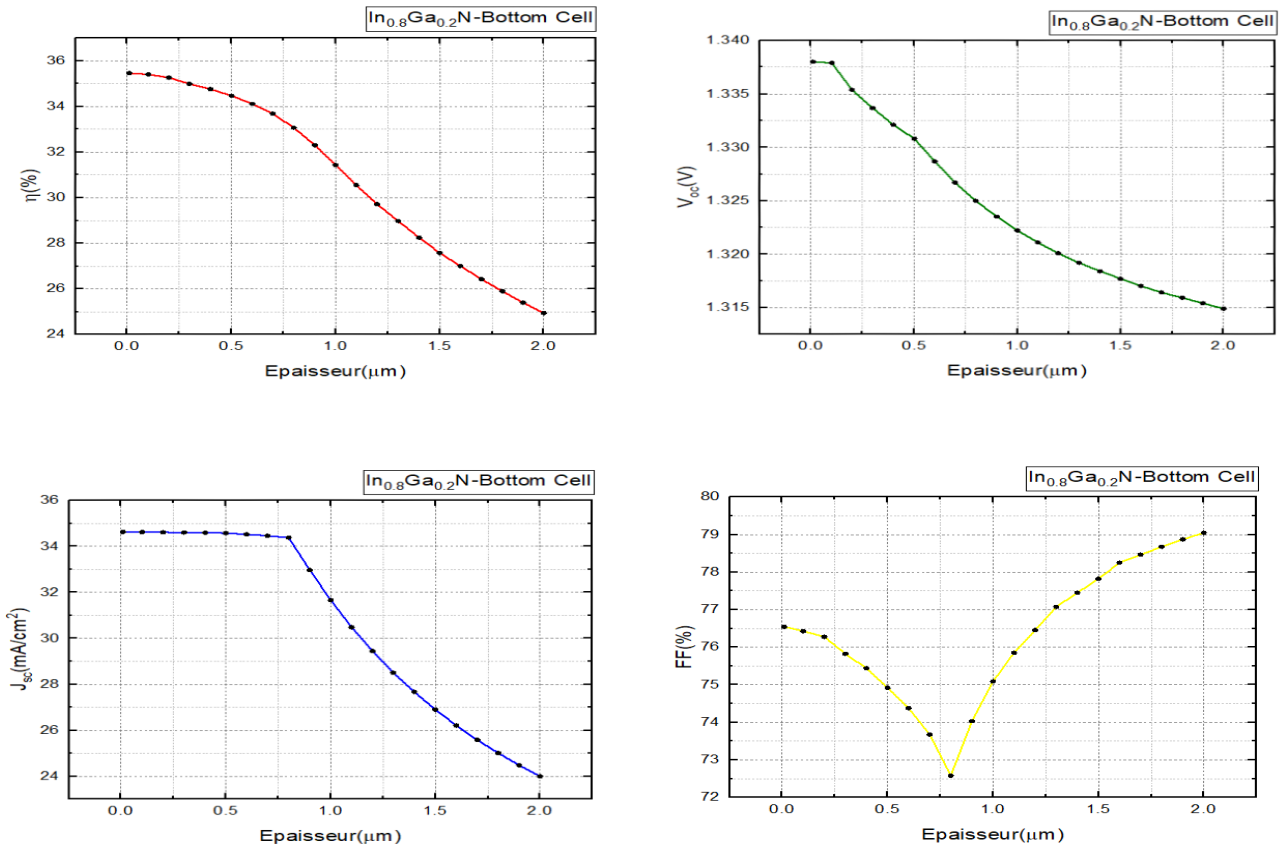 In0.8Ga0.2N-Bottom Cell
36
35
34
32
30
28
26
24
η(%)
0.0 0.5 1.0 1.5 2.0
Epaisseur(μm)
In0.8Ga0.2N-Bottom Cell
1.340
1.335
1.330
1.325
1.320
1.315
Voc(V)
0.0 0.5 1.0 1.5 2.0
Epaisseur(μm)
In0.8Ga0.2N-Bottom Cell
36
34
32
30
28
26
24
Jsc(mA/cm²)
0.0 0.5 1.0 1.5 2.0
Epaisseur(μm)
In0.8Ga0.2N-Bottom Cell
80
79
78
77
76
75
74
73
72
FF(%)
0.0 0.5 1.0 1.5 2.0
Epaisseur(μm)